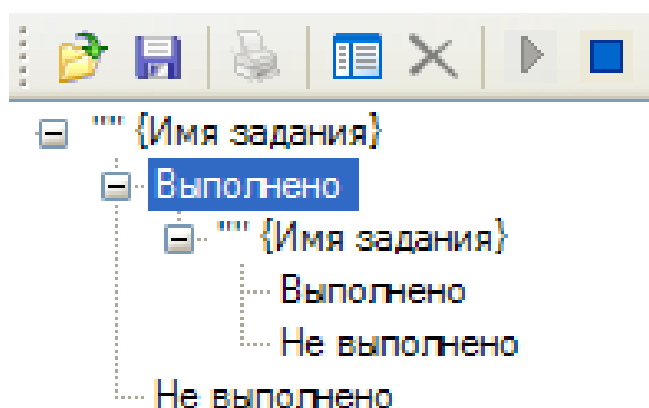 "" {Имя задания}
Выполнено
"" {Имя задания}
Выполнено
Не выполнено
Не выполнено